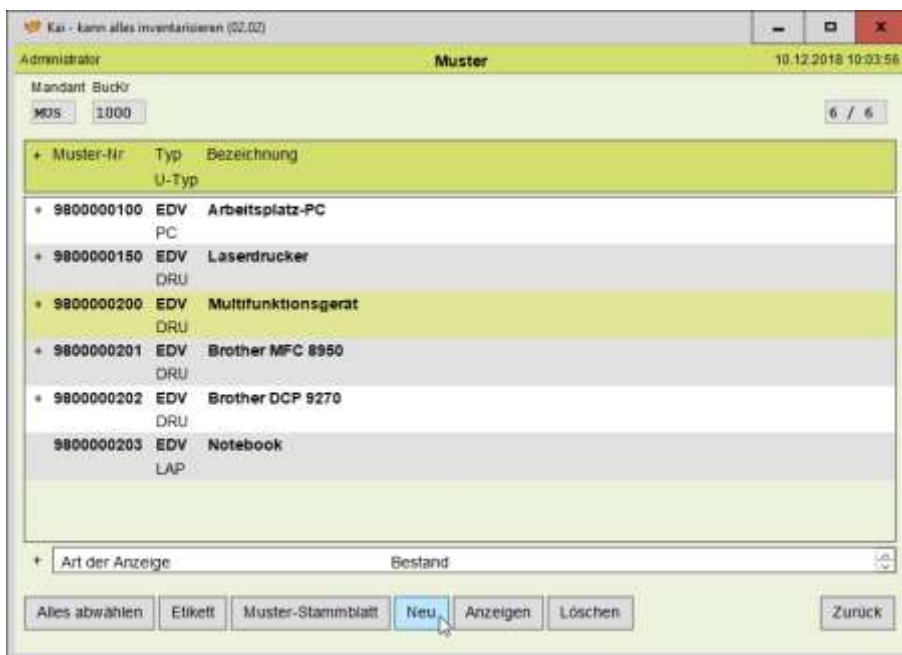 Kai - kann alles inventarisieren (02.02)
Administrator Muster 10.12.2018 10:03:56
Mandant BucKr
MUS 1000 6 / 6
+ Muster-Nr Typ Bezeichnung
U-Typ
+ 9800000100 EDV Arbeitsplatz-PC
PC
+ 9800000150 EDV Laserdrucker
DRU
+ 9800000200 EDV Multifunktionsgerät
DRU
+ 9800000201 EDV Brother MFC 8950
DRU
+ 9800000202 EDV Brother DCP 9270
DRU
9800000203 EDV Notebook
LAP
+ Art der Anzeige Bestand
Alles abwählen Etikett Muster-Stammblatt Neu Anzeigen Löschen Zurück